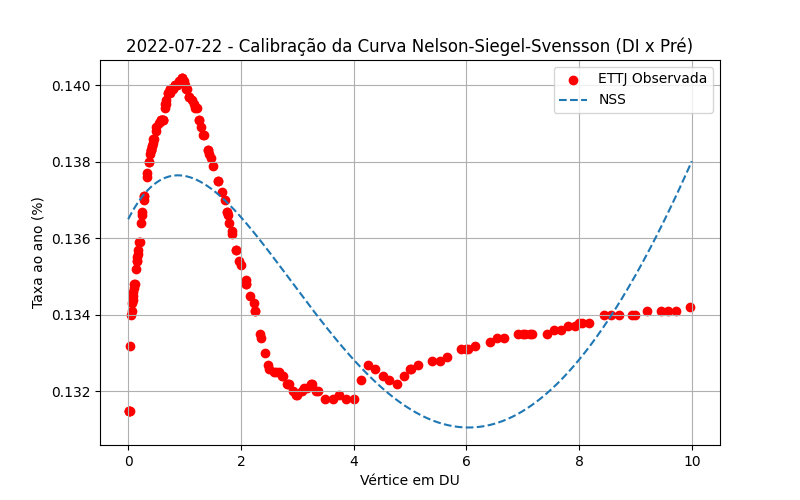 2022-07-22 - Calibração da Curva Nelson-Siegel-Svensson (DI x Pré)
ETTJ Observada
NSS
Taxa ao ano (%)
0.140
0.138
0.136
0.134
0.132
0 2 4 6 8 10
Vértice em DU